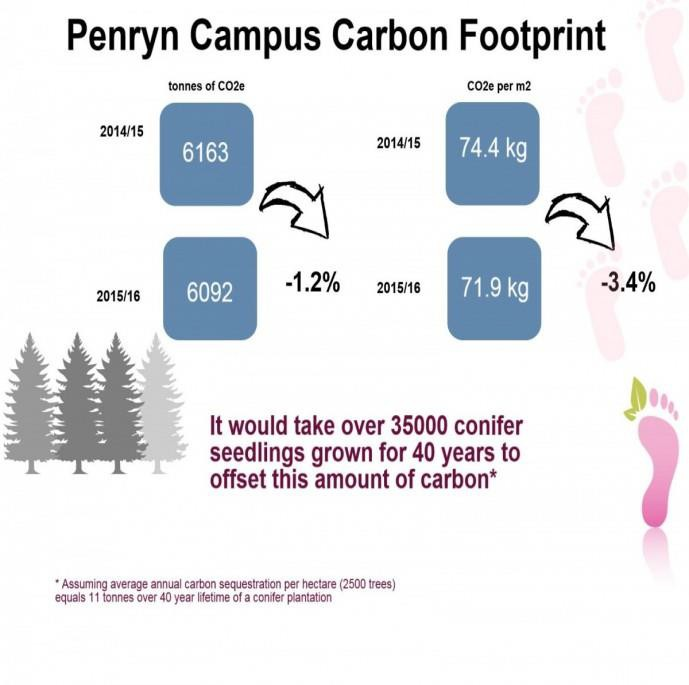 Penryn Campus Carbon Footprint
tonnes of CO2e
CO2e per m2
2014/15
6163
2014/15
74.4 kg
2015/16
6092
-1.2%
2015/16
71.9 kg
-3.4%
It would take over 35000 conifer
seedlings grown for 40 years to
offset this amount of carbon*
* Assuming average annual carbon sequestration per hectare (2500 trees)
equals 11 tonnes over 40 year lifetime of a conifer plantation